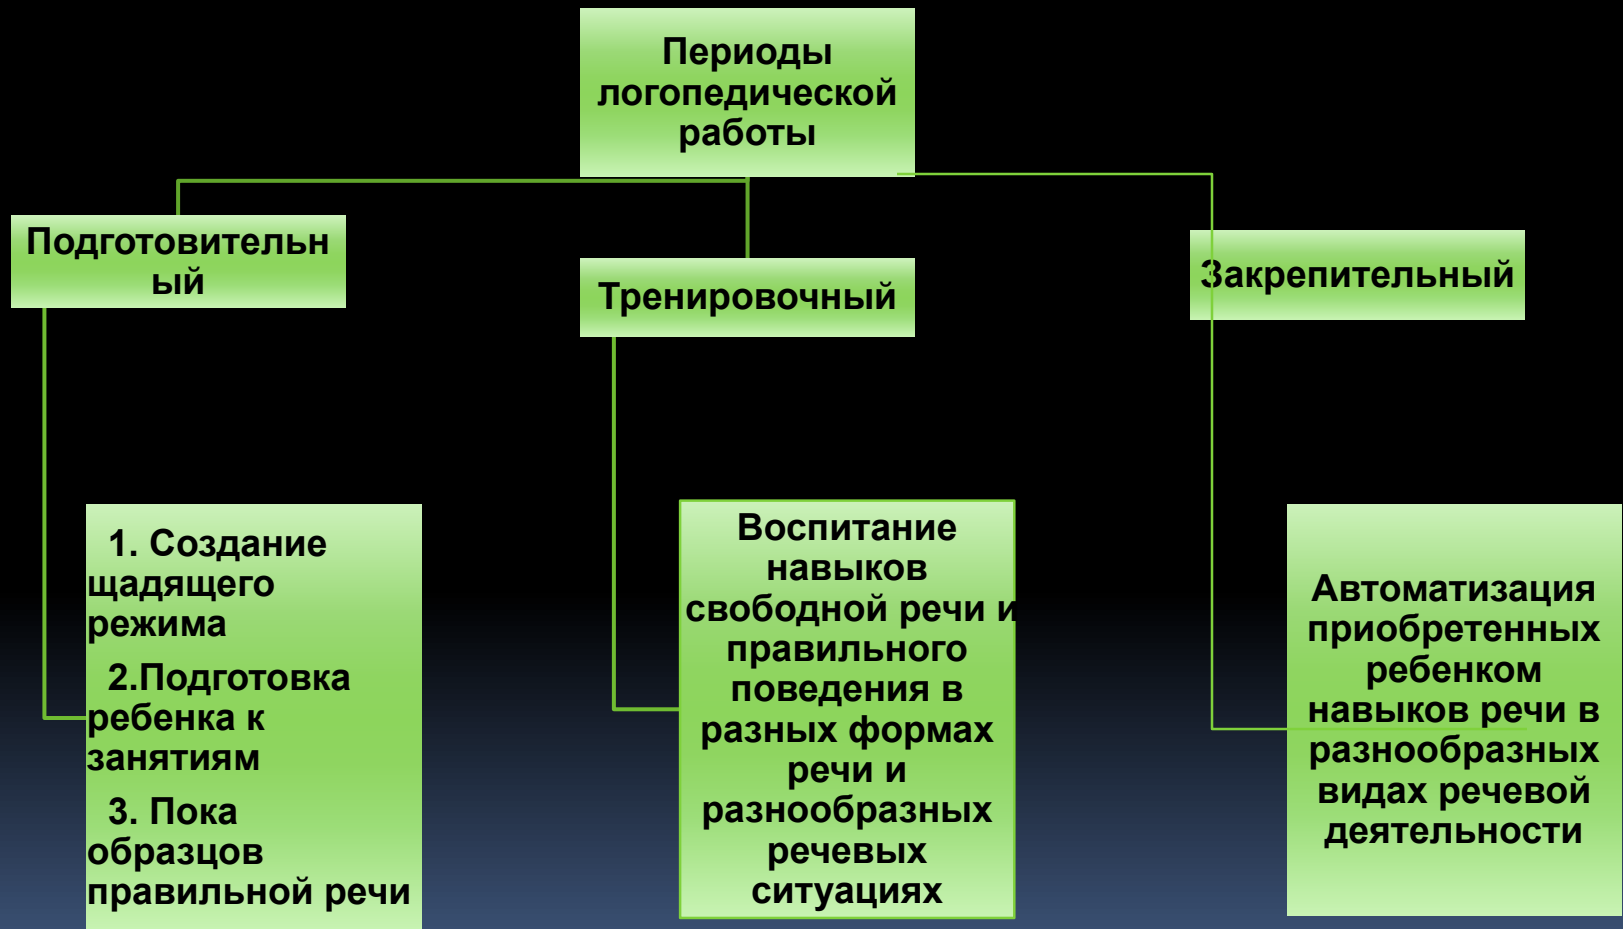 Периоды
логопедической
работы
Подготовительн
ый
Тренировочный
Закрепительный
1. Создание
щадящего
режима
2.Подготовка
ребенка к
занятиям
3. Пока
образцов
правильной речи
Воспитание
навыков
свободной речи и
правильного
поведения в
разных формах
речи и
разнообразных
речевых
ситуациях
Автоматизация
приобретенных
ребенком
навыков речи в
разнообразных
видах речевой
деятельности